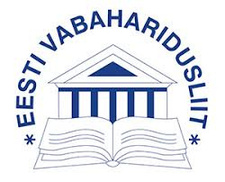 * EESTI VABAHARIDUSLIIT *